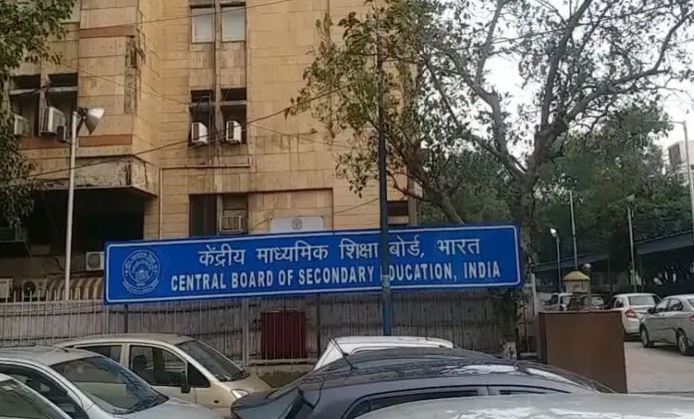 केंद्रीय माध्यमिक शिक्षा बोर्ड, भारत
CENTRAL BOARD OF SECONDARY EDUCATION, INDIA